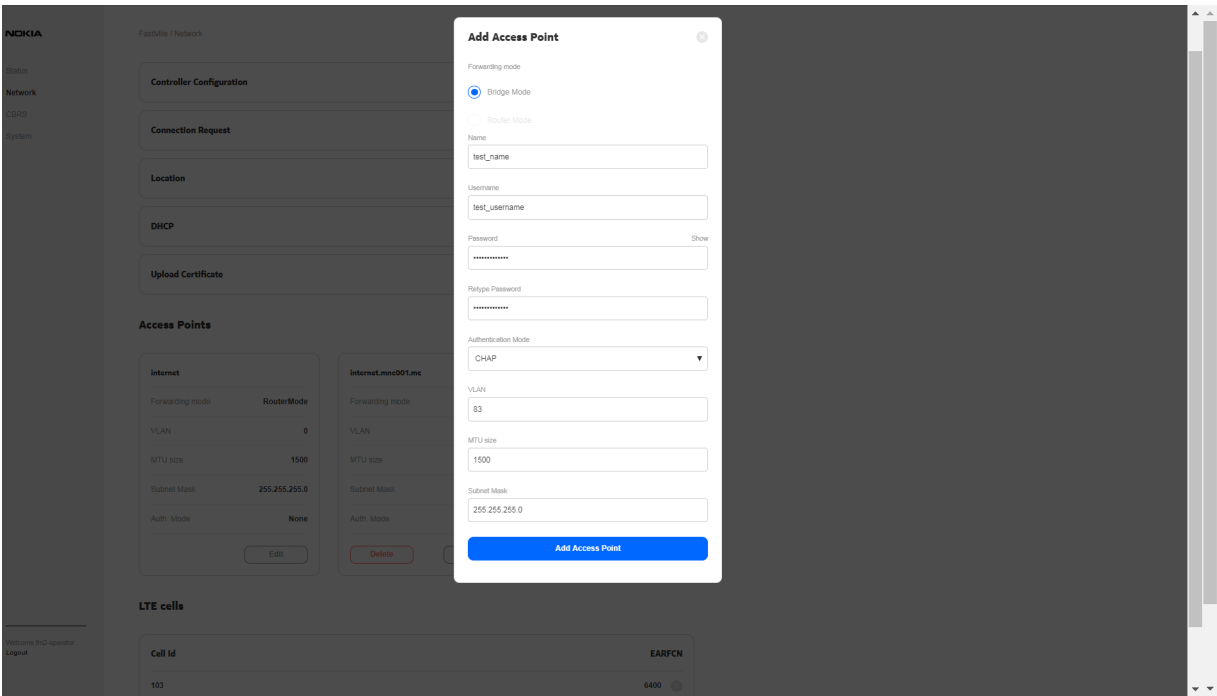 NOKIA
Status
Network
CBRS
System
Welcome fm2-operator
Logout
FastMile / Network
Controller Configuration
Connection Request
Location
DHCP
Upload Certificate
Access Points
internet
Forwarding mode RouterMode
VLAN 0
MTU size 1500
Subnet Mask 255.255.255.0
Auth. Mode None
Edit
internet.mnc001.mc
Forwarding mode
VLAN
MTU size
Subnet Mask
Auth. Mode
Delete
LTE cells
Cell Id EARFCN
103 6400
Add Access Point
Forwarding mode
Bridge Mode
Router Mode
Name
test_name
Username
test_username
Password Show
Retype Password
Authentication Mode
CHAP
VLAN
83
MTU size
1500
Subnet Mask
255.255.255.0
Add Access Point